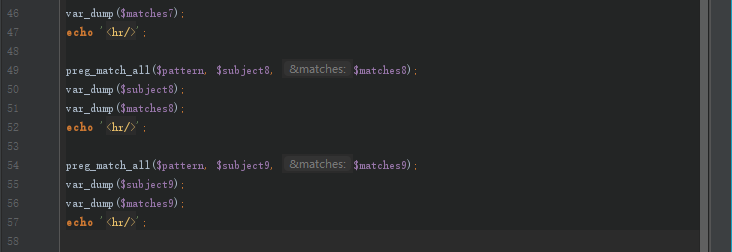 46 var_dump($matches7);
47 echo '<hr/>';
48
49 preg_match_all($pattern, $subject8, &matches: $matches8);
50 var_dump($subject8);
51 var_dump($matches8);
52 echo '<hr/>';
53
54 preg_match_all($pattern, $subject9, &matches: $matches9);
55 var_dump($subject9);
56 var_dump($matches9);
57 echo '<hr/>';
58